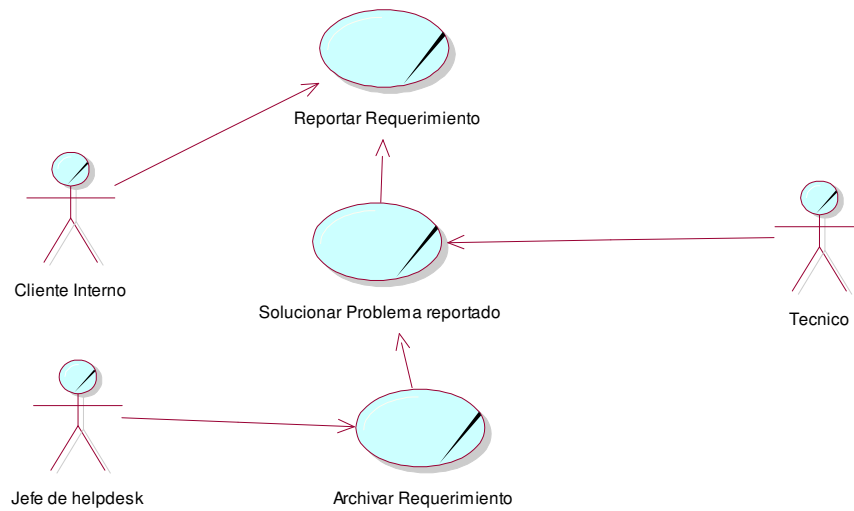 Reportar Requerimiento
Cliente Interno
Solucionar Problema reportado
Tecnico
Jefe de helpdesk
Archivar Requerimiento